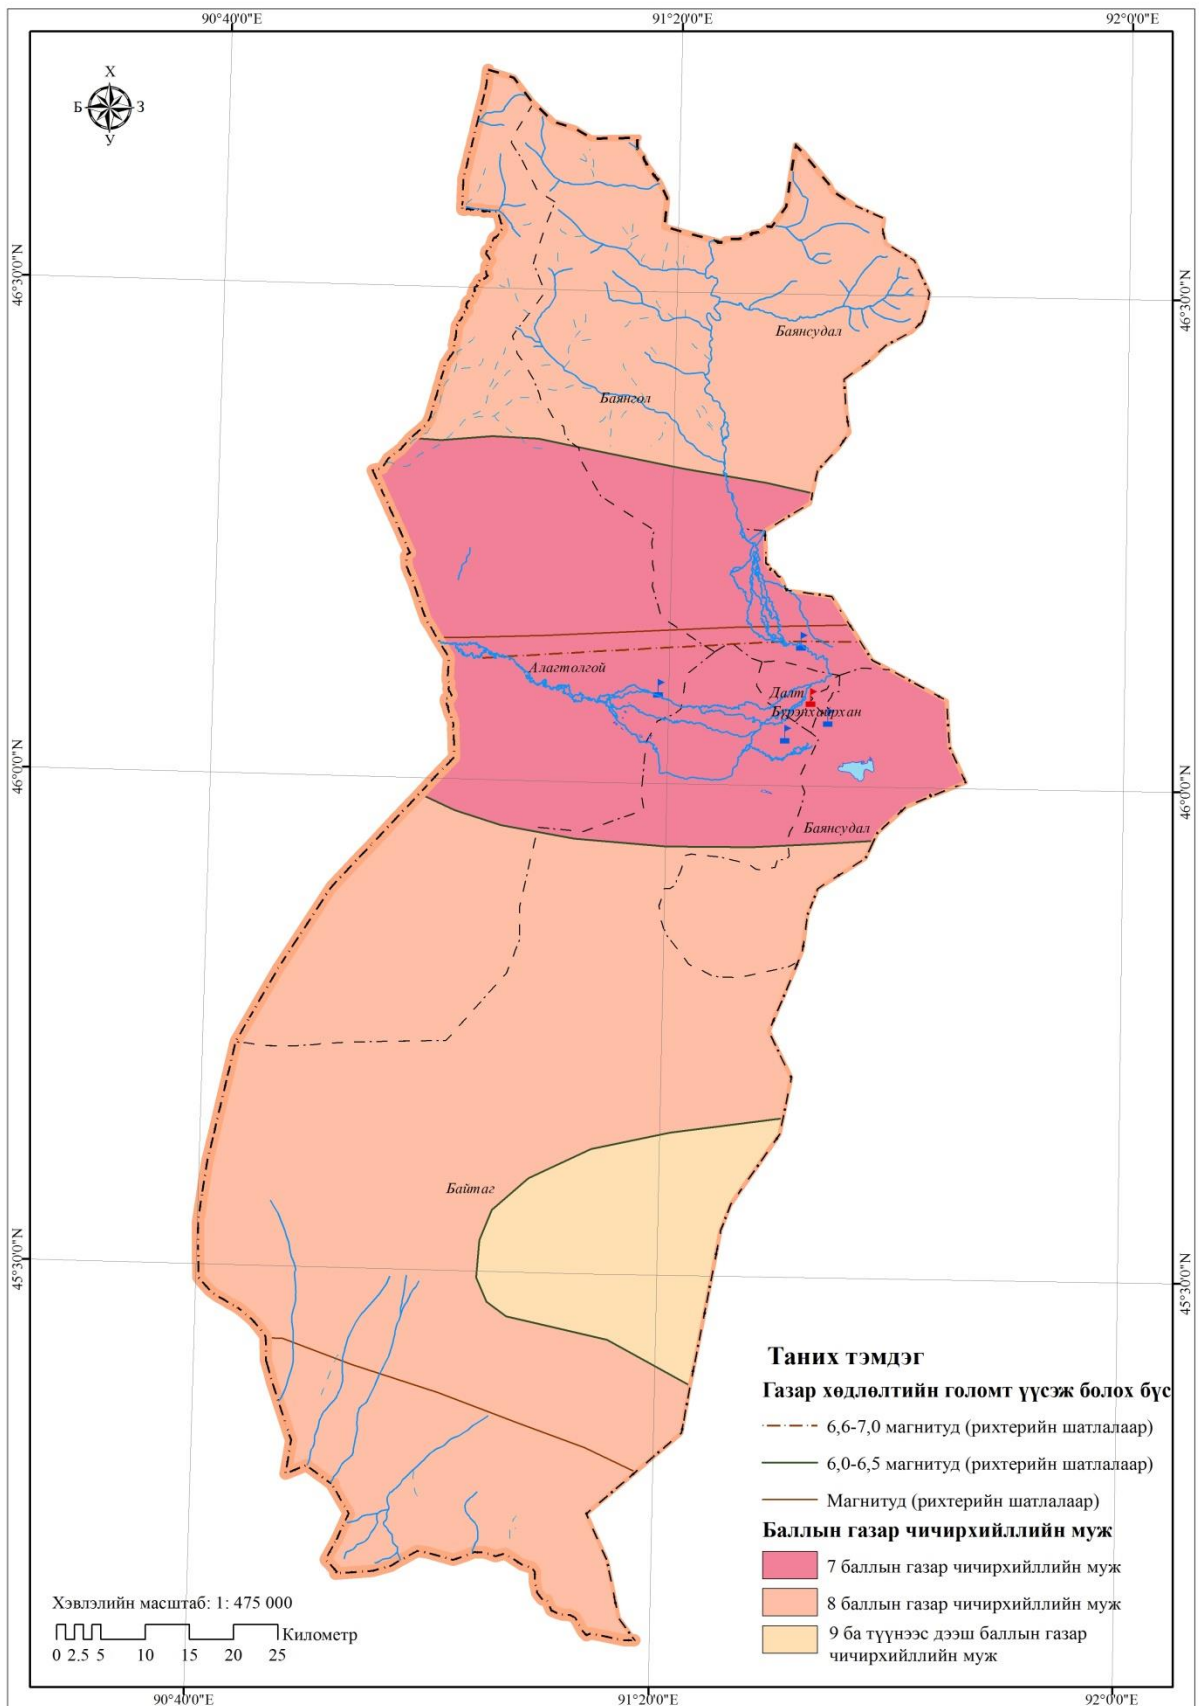 90°40'0"E
91°20'0"E
92°0'0"E
Х
Б З
У
46°30'0"N
46°30'0"N
Баянсудал
Баянгол
Алагтолгой
Далт
Бүрэнхайрхан
46°0'0"N
46°0'0"N
Баянсудал
Байтаг
45°30'0"N
45°30'0"N
Таних тэмдэг
Газар хөдлөлтийн голомт үүсэж болох бүс
6,6-7,0 магнитуд (рихтерийн шатлалаар)
6,0-6,5 магнитуд (рихтерийн шатлалаар)
Магнитуд (рихтерийн шатлалаар)
Баллын газар чичирхийллийн муж
7 баллын газар чичирхийллийн муж
8 баллын газар чичирхийллийн муж
9 ба түүнээс дээш баллын газар
чичирхийллийн муж
Хэвлэлийн масштаб: 1: 475 000
Километр
0 2.5 5 10 15 20 25
90°40'0"E
91°20'0"E
92°0'0"E